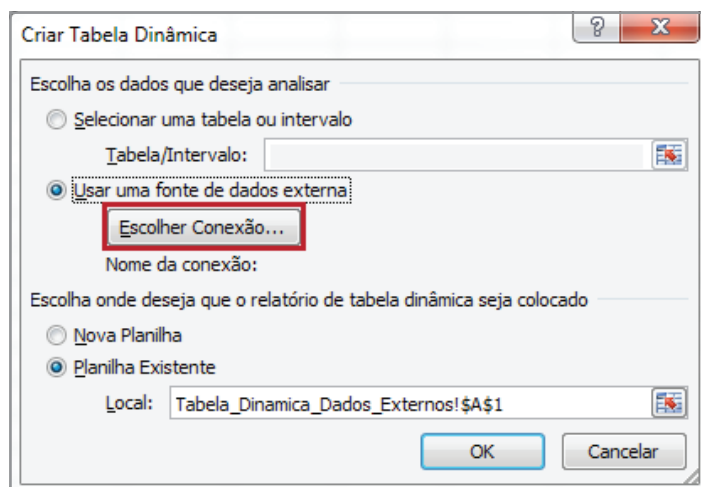 Criar Tabela Dinâmica
Escolha os dados que deseja analisar
Selecionar uma tabela ou intervalo
Tabela/Intervalo:
Usar uma fonte de dados externa
Escolher Conexão...
Nome da conexão:
Escolha onde deseja que o relatório de tabela dinâmica seja colocado
Nova Planilha
Planilha Existente
Local: Tabela_Dinamica_Dados_Externos!$A$1
OK Cancelar